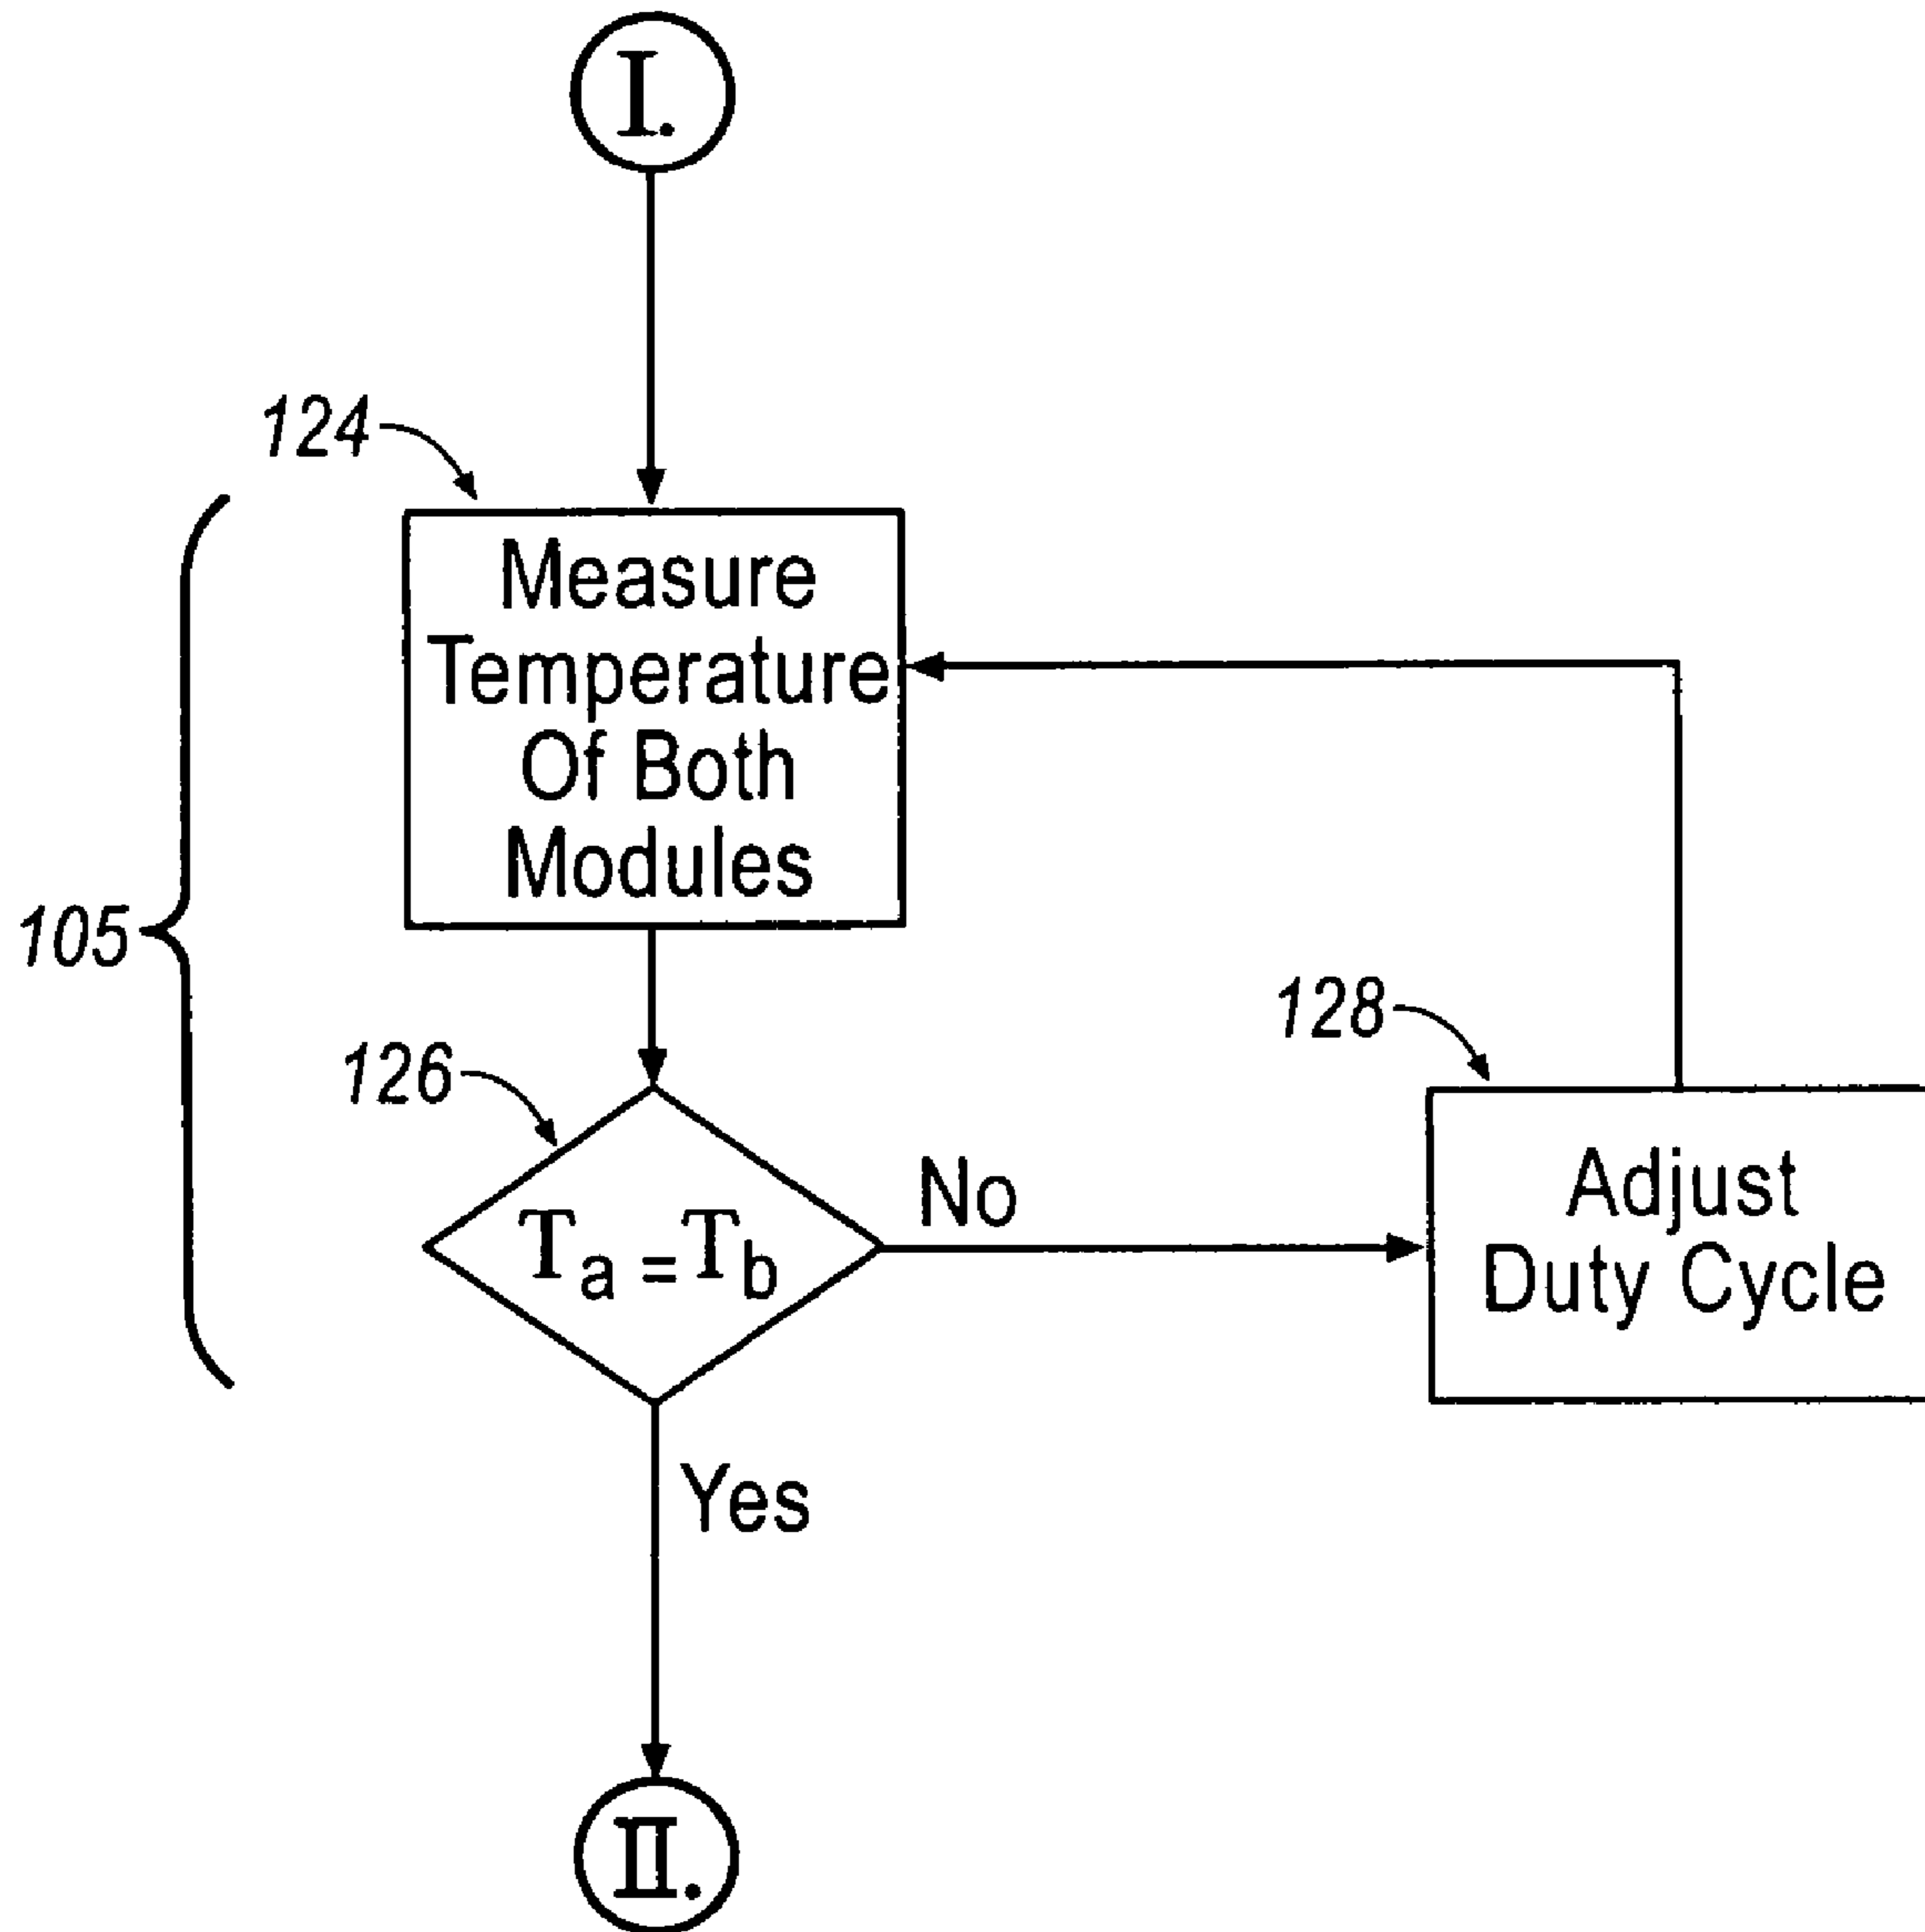 I.
124
Measure
Temperature
Of Both
Modules
105
128
126
No
Adjust
Ta = Tb
Duty Cycle
Yes
II.